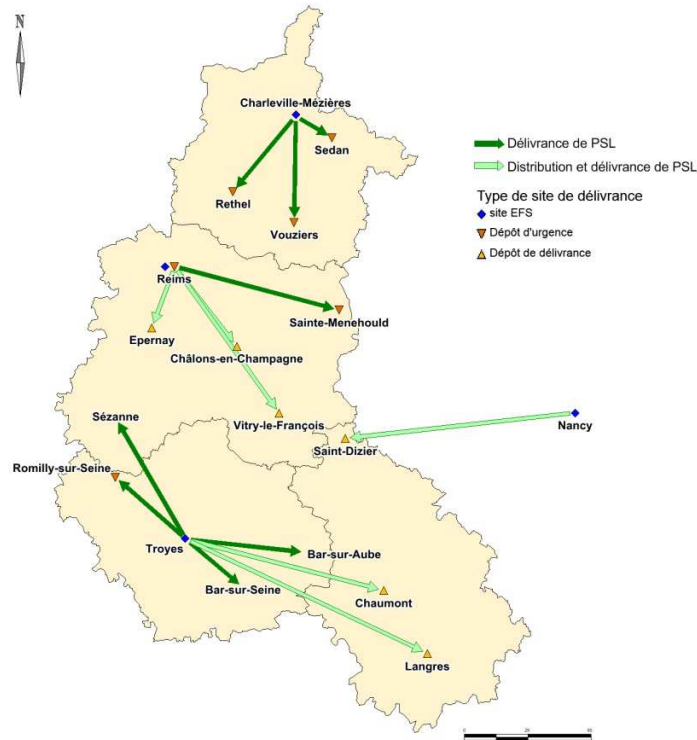 N
Charleville-Mézières
Sedan
Rethel
Vouziers
Délivrance de PSL
Distribution et délivrance de PSL
Type de site de délivrance
site EFS
Dépôt d'urgence
Dépôt de délivrance
Reims
Sainte-Menehould
Epernay
Châlons-en-Champagne
Sézanne
Vitry-le-François
Nancy
Saint-Dizier
Romilly-sur-Seine
Troyes
Bar-sur-Aube
Bar-sur-Seine
Chaumont
Langres